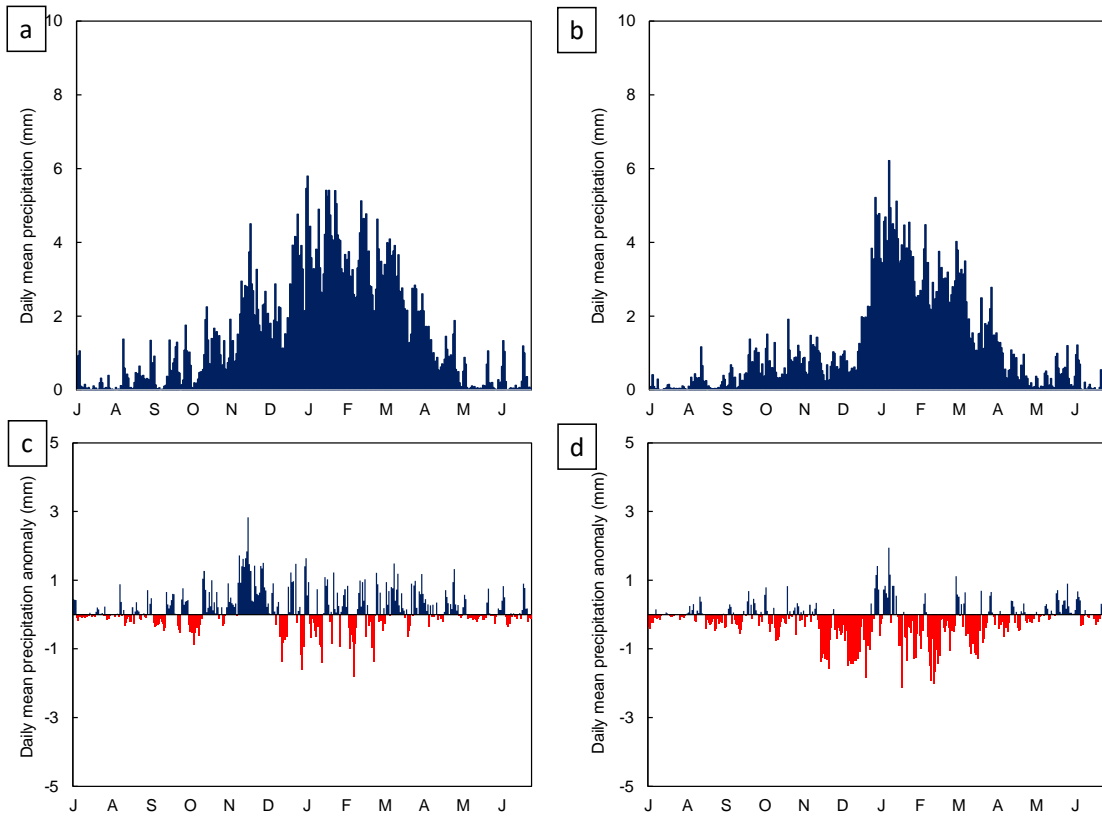 a
Daily mean precipitation (mm)
10
8
6
4
2
0
J A S O N D J F M A M J
b
Daily mean precipitation (mm)
10
8
6
4
2
0
J A S O N D J F M A M J
c
Daily mean precipitation anomaly (mm)
5
3
1
-1
-3
-5
J A S O N D J F M A M J
d
Daily mean precipitation anomaly (mm)
5
3
1
-1
-3
-5
J A S O N D J F M A M J